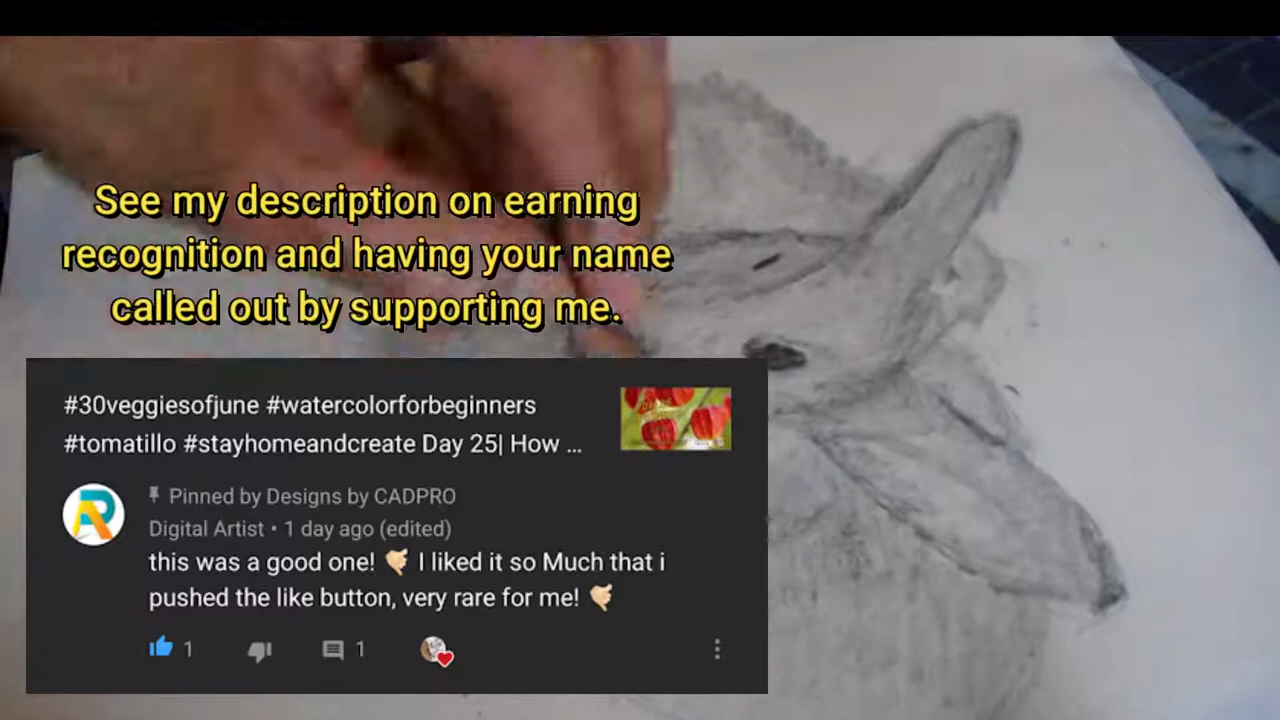 See my description on earning
recognition and having your name
called out by supporting me.
#30veggiesofjune #watercolorforbeginners
#tomatillo #stayhomeandcreate Day 25| How ...
Pinned by Designs by CADPRO
Digital Artist • 1 day ago (edited)
this was a good one! 🤙🏻 I liked it so Much that i
pushed the like button, very rare for me! 🤙🏻
1 1